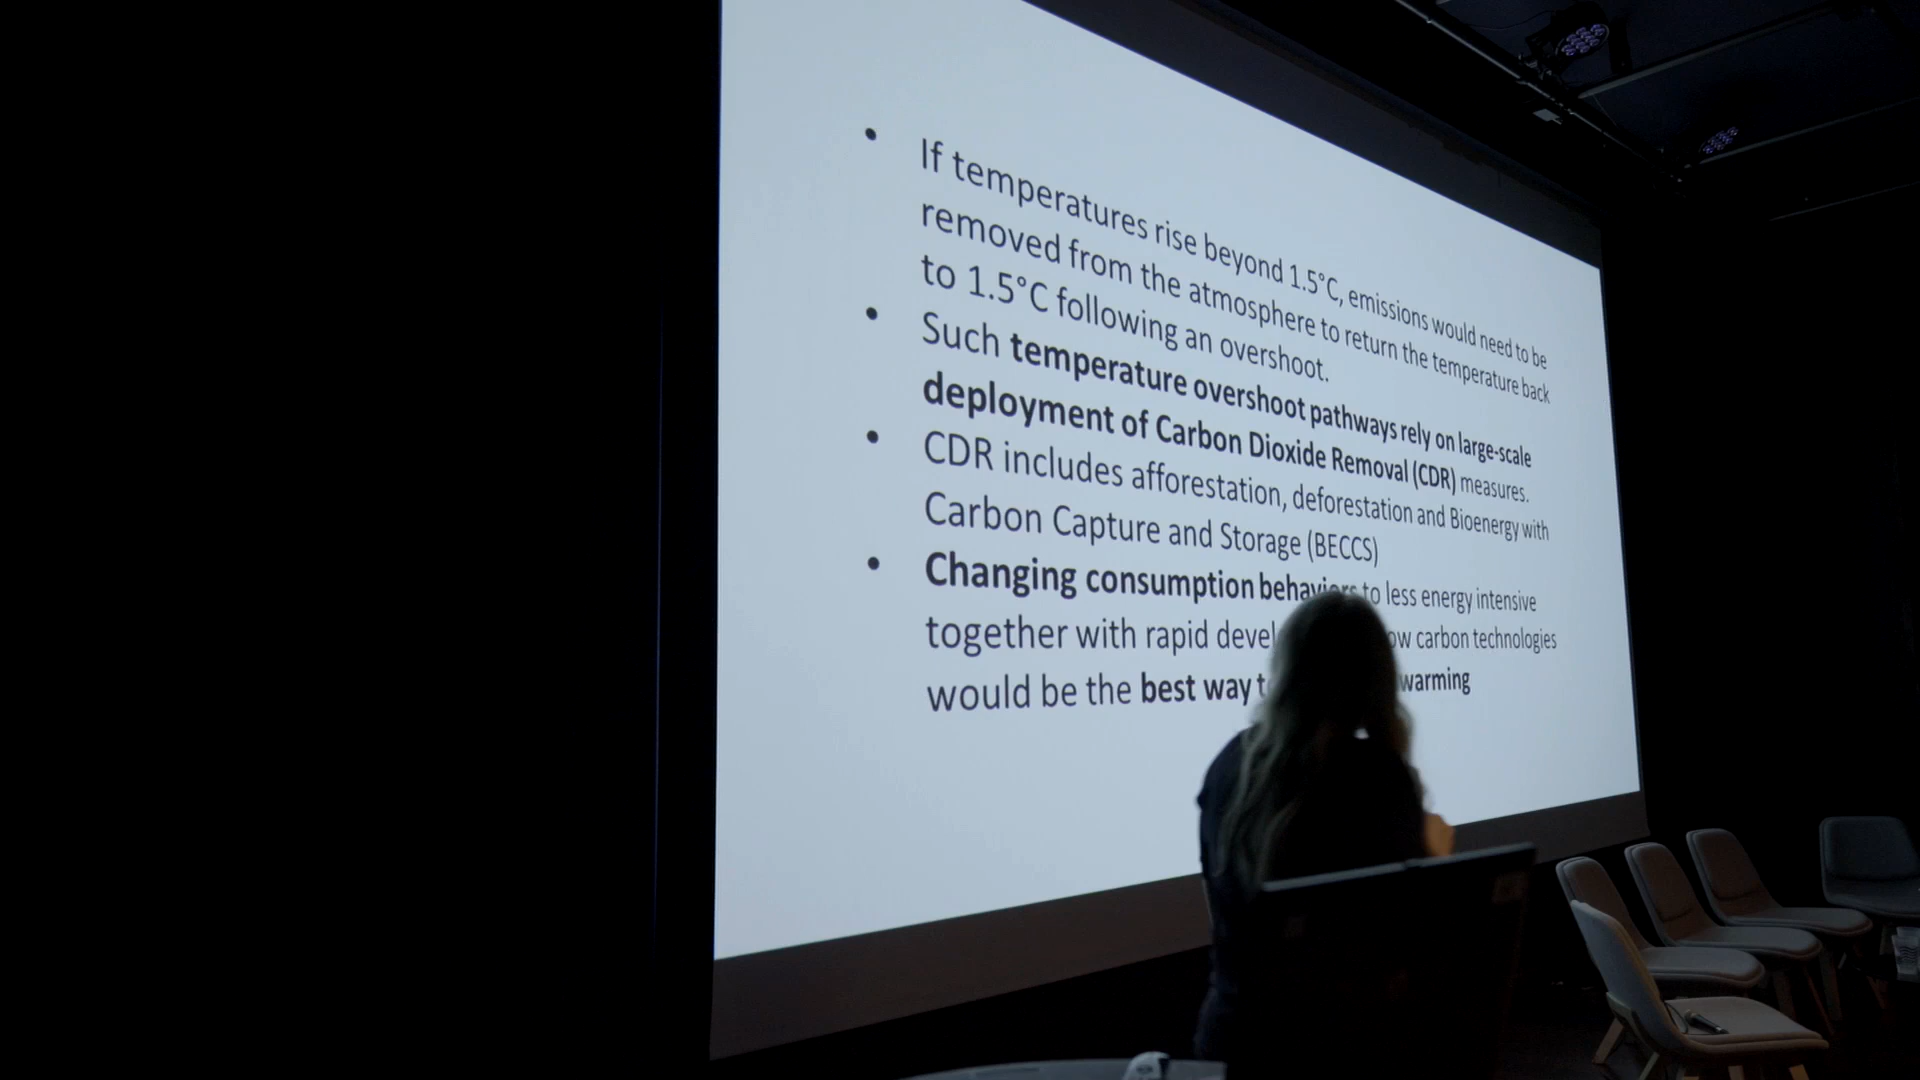 • If temperatures rise beyond 1.5°C, emissions would need to be
removed from the atmosphere to return the temperature back
to 1.5°C following an overshoot.
• Such temperature overshoot pathways rely on large-scale
deployment of Carbon Dioxide Removal (CDR) measures.
• CDR includes afforestation, deforestation and Bioenergy with
Carbon Capture and Storage (BECCS)
• Changing consumption behaviors to less energy intensive
together with rapid devel ow carbon technologies
would be the best way warming